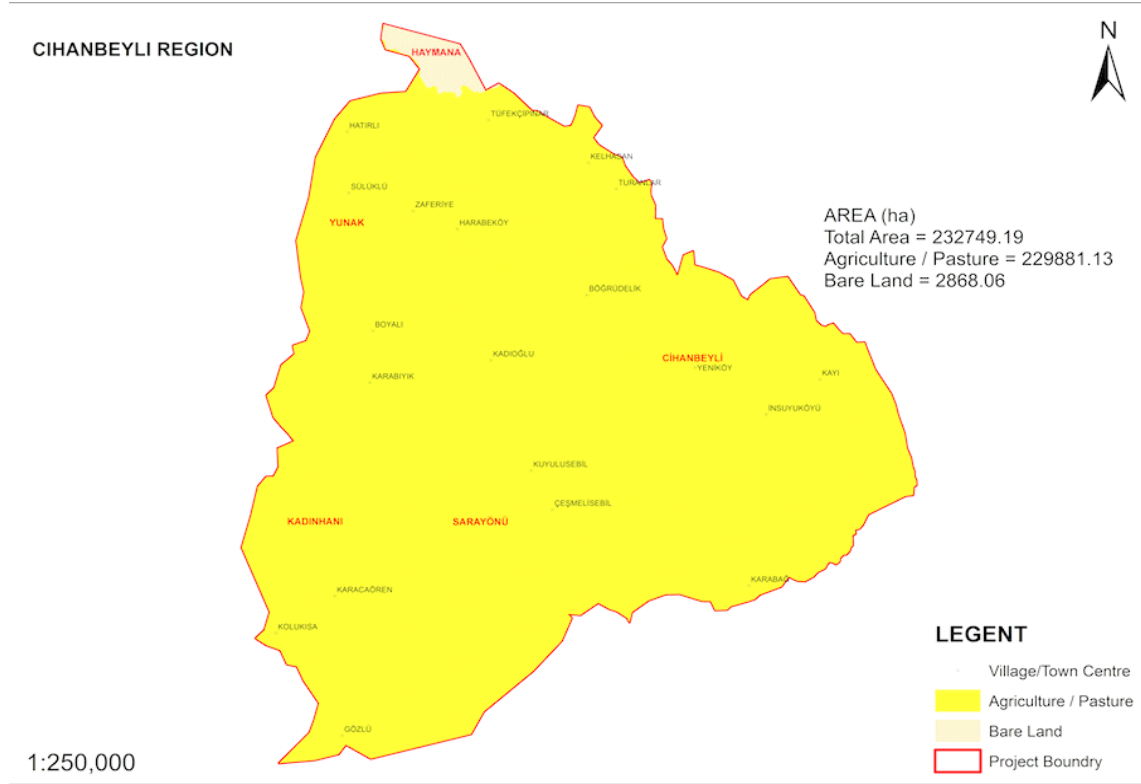 CIHANBEYLI REGION
N
HAYMANA
TÜFEKÇİPINAR
HATIRLI
KELHASAN
TURANLAR
SÜLÜKLÜ
ZAFERİYE
YUNAK
HARABEKÖY
AREA (ha)
Total Area = 232749.19
Agriculture / Pasture = 229881.13
Bare Land = 2868.06
BÖĞRÜDELİK
BOYALI
KADIOĞLU
CİHANBEYLİ
YENİKÖY
KARABIYIK
KAYI
İNSUYUKÖYÜ
KUYULUSEBİL
ÇEŞMELİSEBİL
KADINHANI
SARAYÖNÜ
KARABAĞ
KARACAÖREN
KOLUKISA
GÖZLÜ
LEGENT
Village/Town Centre
Agriculture / Pasture
Bare Land
Project Boundry
1:250,000